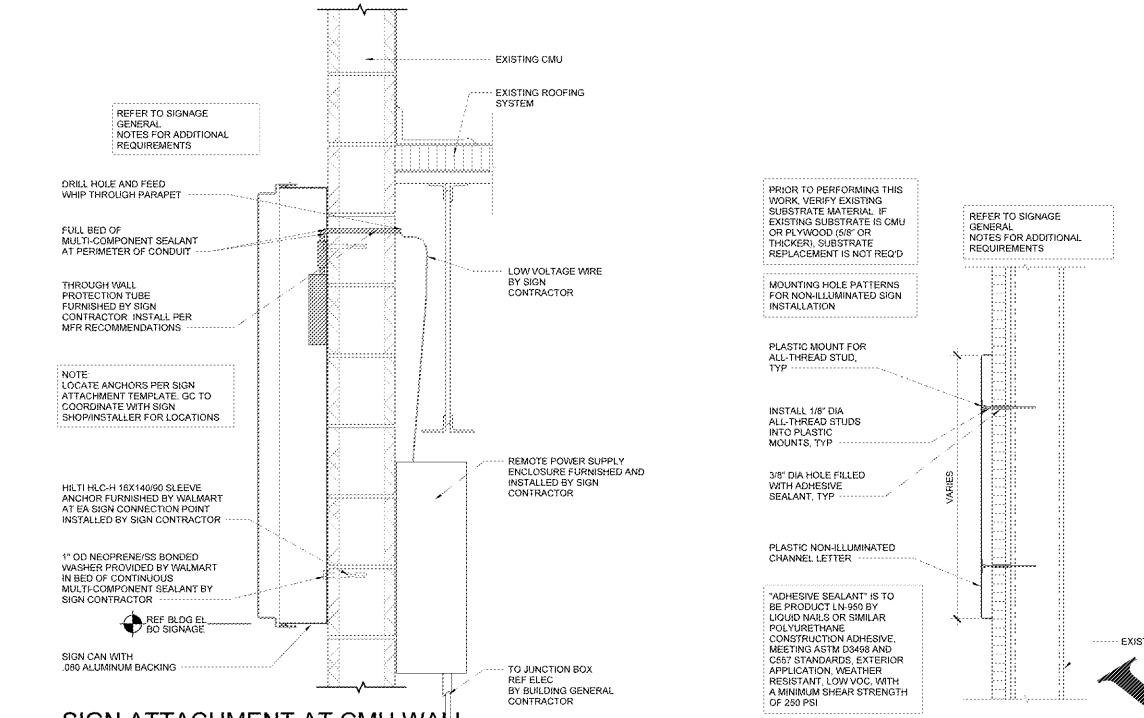 EXISTING CMU
EXISTING ROOFING
SYSTEM
REFER TO SIGNAGE
GENERAL
NOTES FOR ADDITIONAL
REQUIREMENTS
DRILL HOLE AND FEED
WHIP THROUGH PARAPET
FULL BED OF
MULTI-COMPONENT SEALANT
AT PERIMETER OF CONDUIT
THROUGH WALL
PROTECTION TUBE
FURNISHED BY SIGN
CONTRACTOR INSTALL PER
MFR RECOMMENDATIONS
NOTE:
LOCATE ANCHORS PER SIGN
ATTACHMENT TEMPLATE. GC TO
COORDINATE WITH SIGN
SHOP/INSTALLER FOR LOCATIONS
HILTI HLC-H 16X140/90 SLEEVE
ANCHOR FURNISHED BY WALMART
AT EA SIGN CONNECTION POINT
INSTALLED BY SIGN CONTRACTOR
1" OD NEOPRENE/SS BONDED
WASHER PROVIDED BY WALMART
IN BED OF CONTINUOUS
MULTI-COMPONENT SEALANT BY
SIGN CONTRACTOR
REF BLDG EL
BO SIGNAGE
SIGN CAN WITH
.080 ALUMINUM BACKING
LOW VOLTAGE WIRE
BY SIGN
CONTRACTOR
REMOTE POWER SUPPLY
ENCLOSURE FURNISHED AND
INSTALLED BY SIGN
CONTRACTOR
TO JUNCTION BOX
REF ELEC
BY BUILDING GENERAL
CONTRACTOR
SIGN ATTACHMENT AT CMU WALL
PRIOR TO PERFORMING THIS
WORK, VERIFY EXISTING
SUBSTRATE MATERIAL. IF
EXISTING SUBSTRATE IS CMU
OR PLYWOOD (5/8" OR
THICKER), SUBSTRATE
REPLACEMENT IS NOT REQ'D
REFER TO SIGNAGE
GENERAL
NOTES FOR ADDITIONAL
REQUIREMENTS
MOUNTING HOLE PATTERNS
FOR NON-ILLUMINATED SIGN
INSTALLATION
PLASTIC MOUNT FOR
ALL-THREAD STUD,
TYP
INSTALL 1/8" DIA
ALL-THREAD STUDS
INTO PLASTIC
MOUNTS, TYP
3/8" DIA HOLE FILLED
WITH ADHESIVE
SEALANT, TYP
VARIES
PLASTIC NON-ILLUMINATED
CHANNEL LETTER
"ADHESIVE SEALANT" IS TO
BE PRODUCT LN-950 BY
LIQUID NAILS OR SIMILAR
POLYURETHANE
CONSTRUCTION ADHESIVE,
MEETING ASTM D3498 AND
C557 STANDARDS, EXTERIOR
APPLICATION, WEATHER
RESISTANT, LOW VOC, WITH
A MINIMUM SHEAR STRENGTH
OF 250 PSI
EXIS